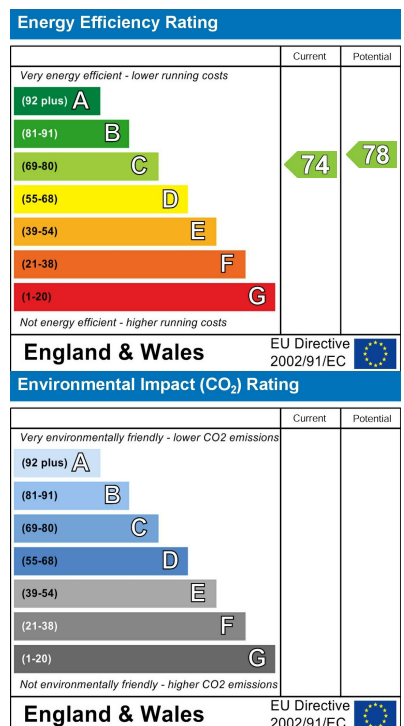 Energy Efficiency Rating
Current Potential
Very energy efficient - lower running costs
(92 plus) A
(81-91) B
(69-80) C
74 78
(55-68) D
(39-54) E
(21-38) F
(1-20) G
Not energy efficient - higher running costs
England & Wales
EU Directive
2002/91/EC
Environmental Impact (CO₂) Rating
Current Potential
Very environmentally friendly - lower CO2 emissions
(92 plus) A
(81-91) B
(69-80) C
(55-68) D
(39-54) E
(21-38) F
(1-20) G
Not environmentally friendly - higher CO2 emissions
England & Wales
EU Directive
2002/91/EC